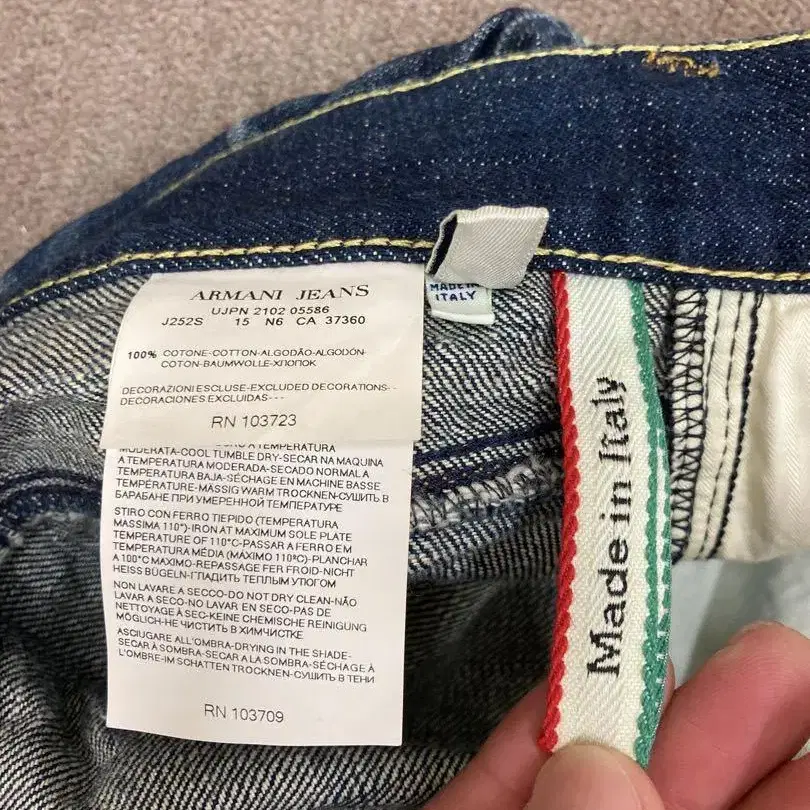 ARMANI JEANS
UJPN 2102 05586
J252S 15 N6 CA 37360
100% COTONE-COTTON-ALGODÃO-ALGODÓN-
COTON-BAUMWOLLE-ХЛОПОК
DECORAZIONI ESCLUSE-EXCLUDED DECORATIONS--
DECORACIONES EXCLUIDAS---
RN 103723
A TEMPERATURA
MODERATA-COOL TUMBLE DRY-SECAR NA MAQUINA
A TEMPERATURA MODERADA-SECADO NORMAL A
TEMPERATURA BAJA-SÉCHAGE EN MACHINE BASSE
TEMPÉRATURE-MÄSSIG WARM TROCKNEN-СУШИТЬ В
БАРАБАНЕ ПРИ УМЕРЕННОЙ ТЕМПЕРАТУРЕ
STIRO CON FERRO TIEPIDO (TEMPERATURA
MASSIMA 110°)-IRON AT MAXIMUM SOLE PLATE
TEMPERATURE OF 110°C-PASSAR A FERRO EM
TEMPERATURA MÉDIA (MÁXIMO 110ºC)-PLANCHAR
A 100°C MAXIMO-REPASSAGE FER FROID-NICHT
HEISS BÜGELN-ГЛАДИТЬ ТЕПЛЫМ УТЮГОМ
NON LAVARE A SECCO-DO NOT DRY CLEAN-NÃO
LAVAR A SECO-NO LAVAR EN SECO-PAS DE
NETTOYAGE À SEC-KEINE CHEMISCHE REINIGUNG
MÖGLICH-НЕ ЧИСТИТЬ В ХИМЧИСТКЕ
ASCIUGARE ALL'OMBRA-DRYING IN THE SHADE-
SECAR À SOMBRA-SECAR A LA SOMBRA-SÉCHAGE À
L'OMBRE-IM SCHATTEN TROCKNEN-СУШИТЬ В ТЕНИ
RN 103709
MADE IN
ITALY
Made in Italy